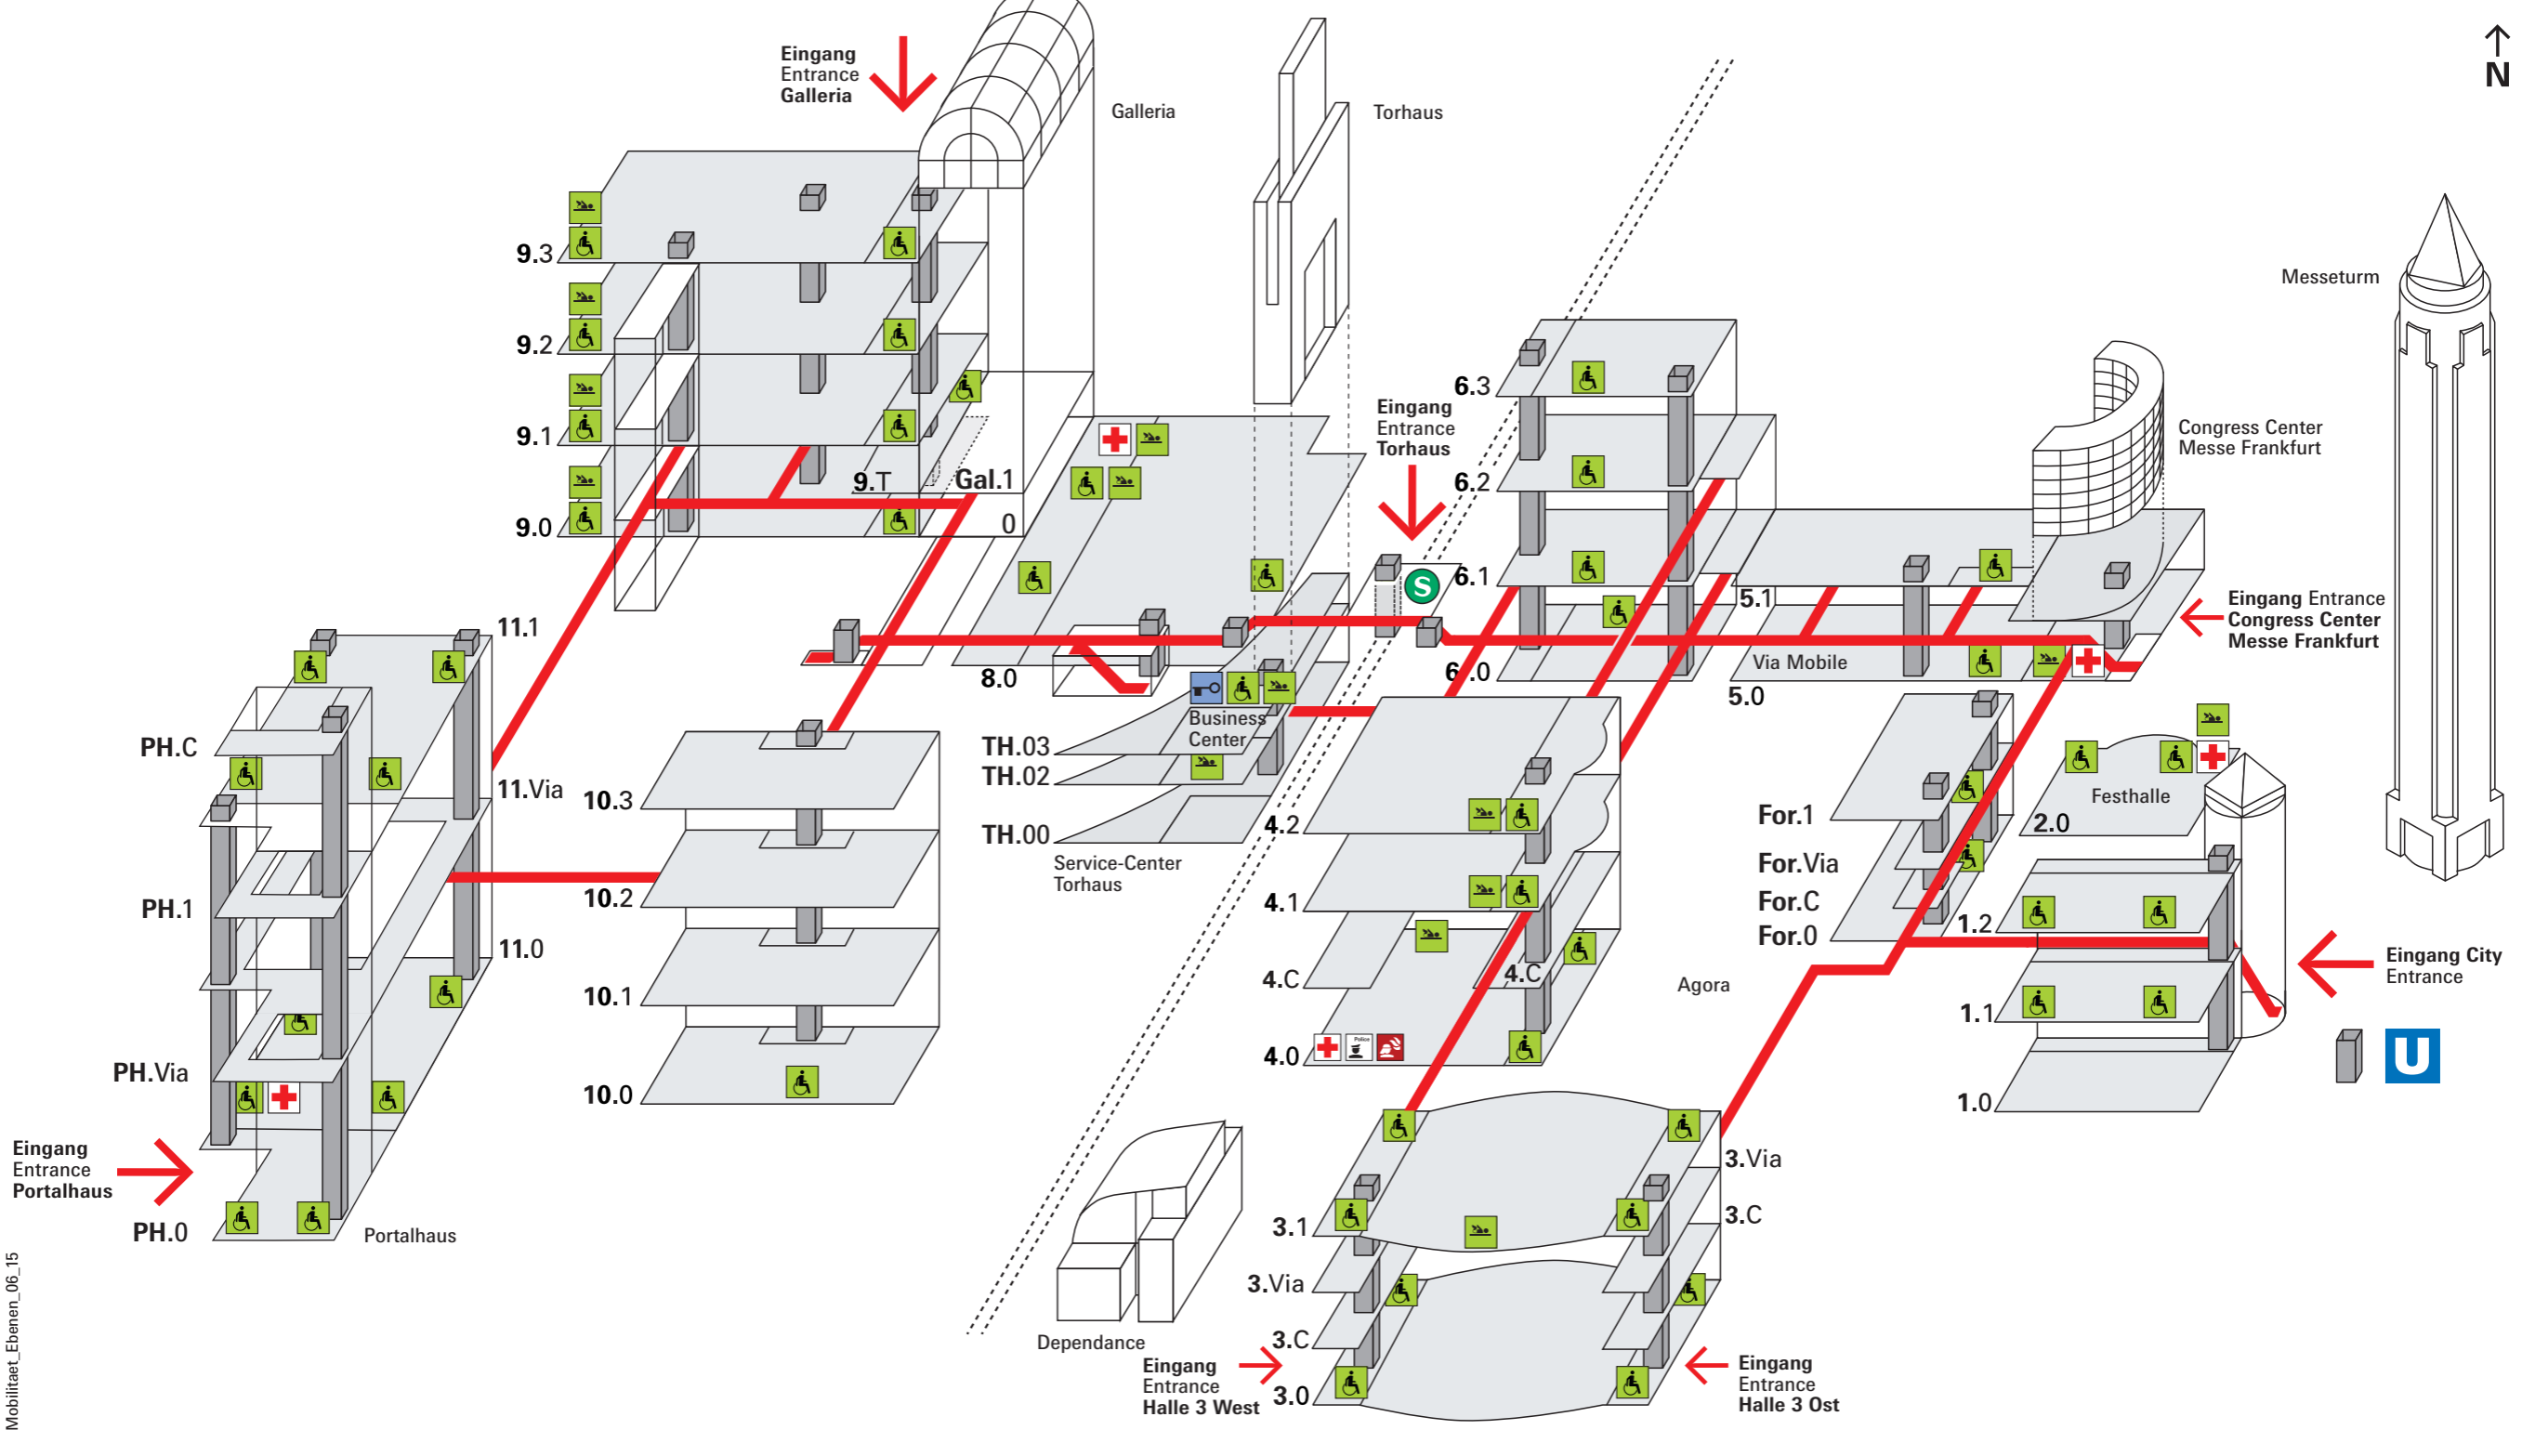 Eingang
Entrance
Galleria
Galleria
Torhaus
N
Messeturm
9.3
9.2
9.1
9.0
9.T
Gal.1
0
Eingang
Entrance
Torhaus
S
6.3
6.2
6.1
6.0
Congress Center
Messe Frankfurt
Eingang Entrance
Congress Center
Messe Frankfurt
5.1
Via Mobile
5.0
11.1
11.Via
11.0
8.0
Business
Center
TH.03
TH.02
TH.00
Service-Center
Torhaus
PH.C
PH.1
PH.Via
PH.0
Portalhaus
Eingang
Entrance
Portalhaus
10.3
10.2
10.1
10.0
4.2
4.1
4.C
4.C
4.0
Police
Agora
For.1
For.Via
For.C
For.0
Festhalle
2.0
1.2
1.1
1.0
Eingang City
Entrance
U
Dependance
3.1
3.Via
3.C
3.0
3.Via
3.C
Eingang
Entrance
Halle 3 West
Eingang
Entrance
Halle 3 Ost
Mobilitaet_Ebenen_06_15